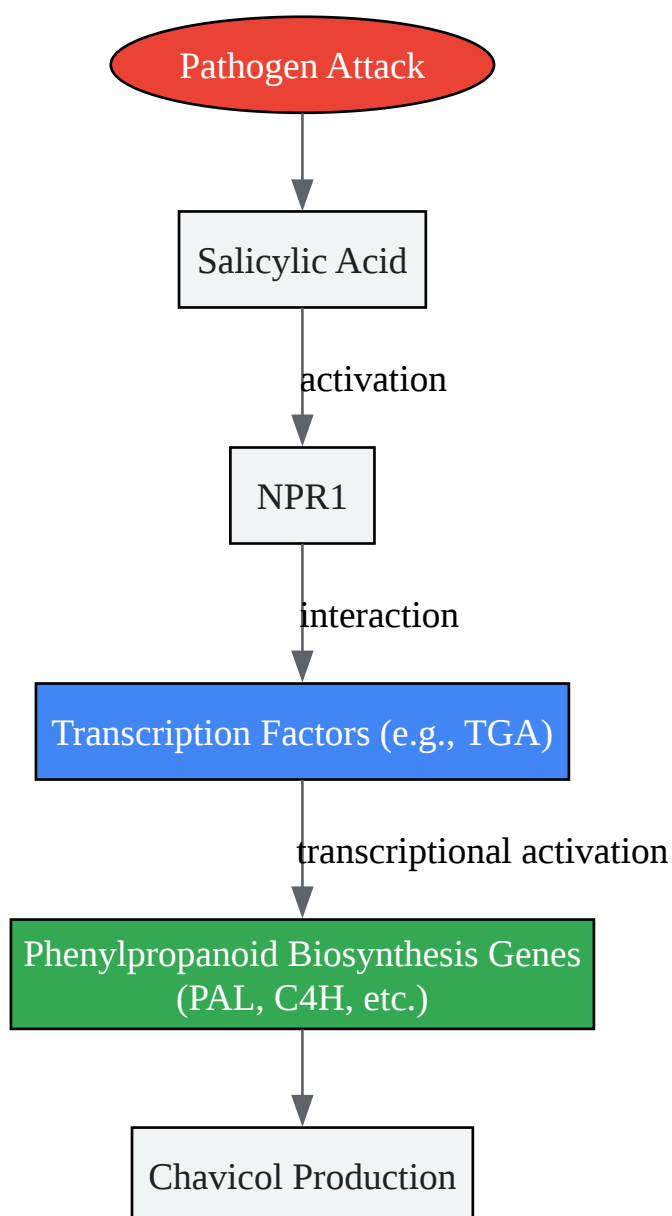 Pathogen Attack
Salicylic Acid
activation
NPR1
interaction
Transcription Factors (e.g., TGA)
transcriptional activation
Phenylpropanoid Biosynthesis Genes
(PAL, C4H, etc.)
Chavicol Production